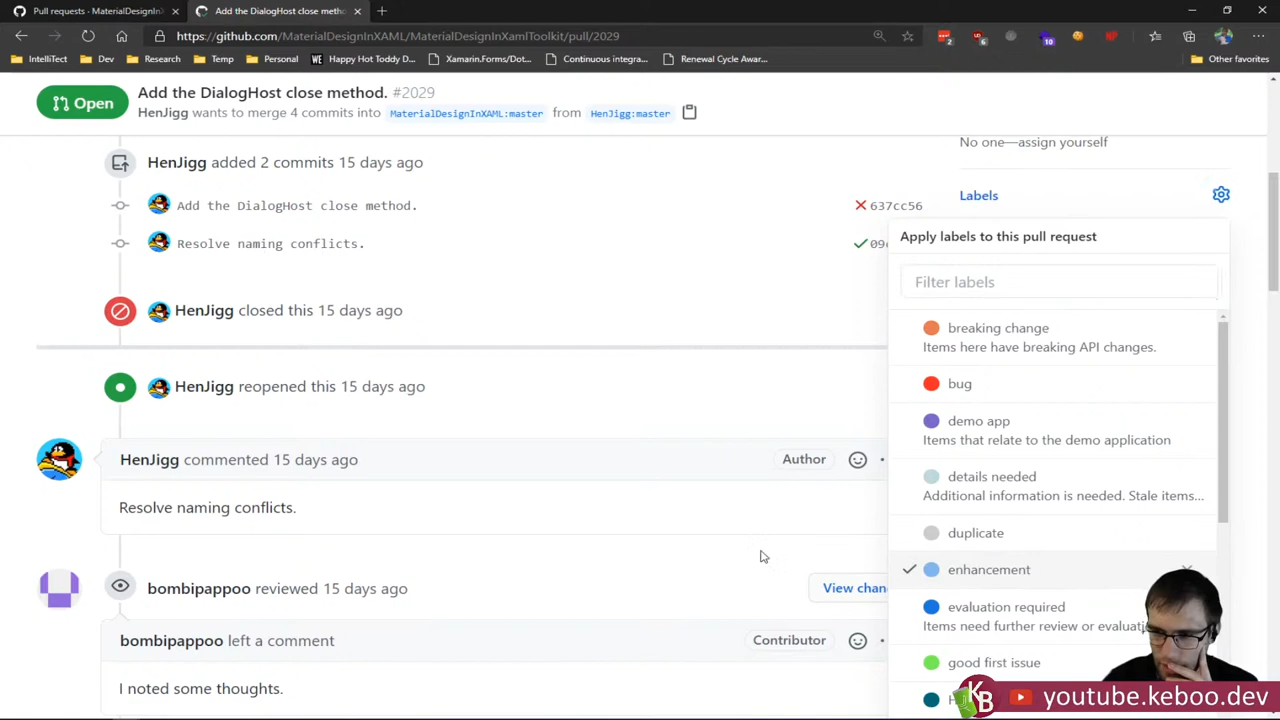 Pull requests · MaterialDesignInX
Add the DialogHost close metho
https://github.com/MaterialDesignInXAML/MaterialDesignInXamlToolkit/pull/2029
2
6
10
IntelliTect
Dev
Research
Temp
Personal
WE Happy Hot Toddy D...
Xamarin.Forms/Dot...
Continuous integra...
Renewal Cycle Awar...
Other favorites
Open
Add the DialogHost close method. #2029
HenJigg wants to merge 4 commits into MaterialDesignInXAML:master from HenJigg:master
No one—assign yourself
HenJigg added 2 commits 15 days ago
Labels
Add the DialogHost close method. 637cc56
Resolve naming conflicts.
Apply labels to this pull request
Filter labels
HenJigg closed this 15 days ago
breaking change
Items here have breaking API changes.
HenJigg reopened this 15 days ago
bug
demo app
Items that relate to the demo application
HenJigg commented 15 days ago
Author
details needed
Additional information is needed. Stale items...
Resolve naming conflicts.
duplicate
enhancement
bombipappoo reviewed 15 days ago
View chan
evaluation required
Items need further review or evaluati
bombipappoo left a comment
Contributor
good first issue
I noted some thoughts.
KB
youtube.keboo.dev